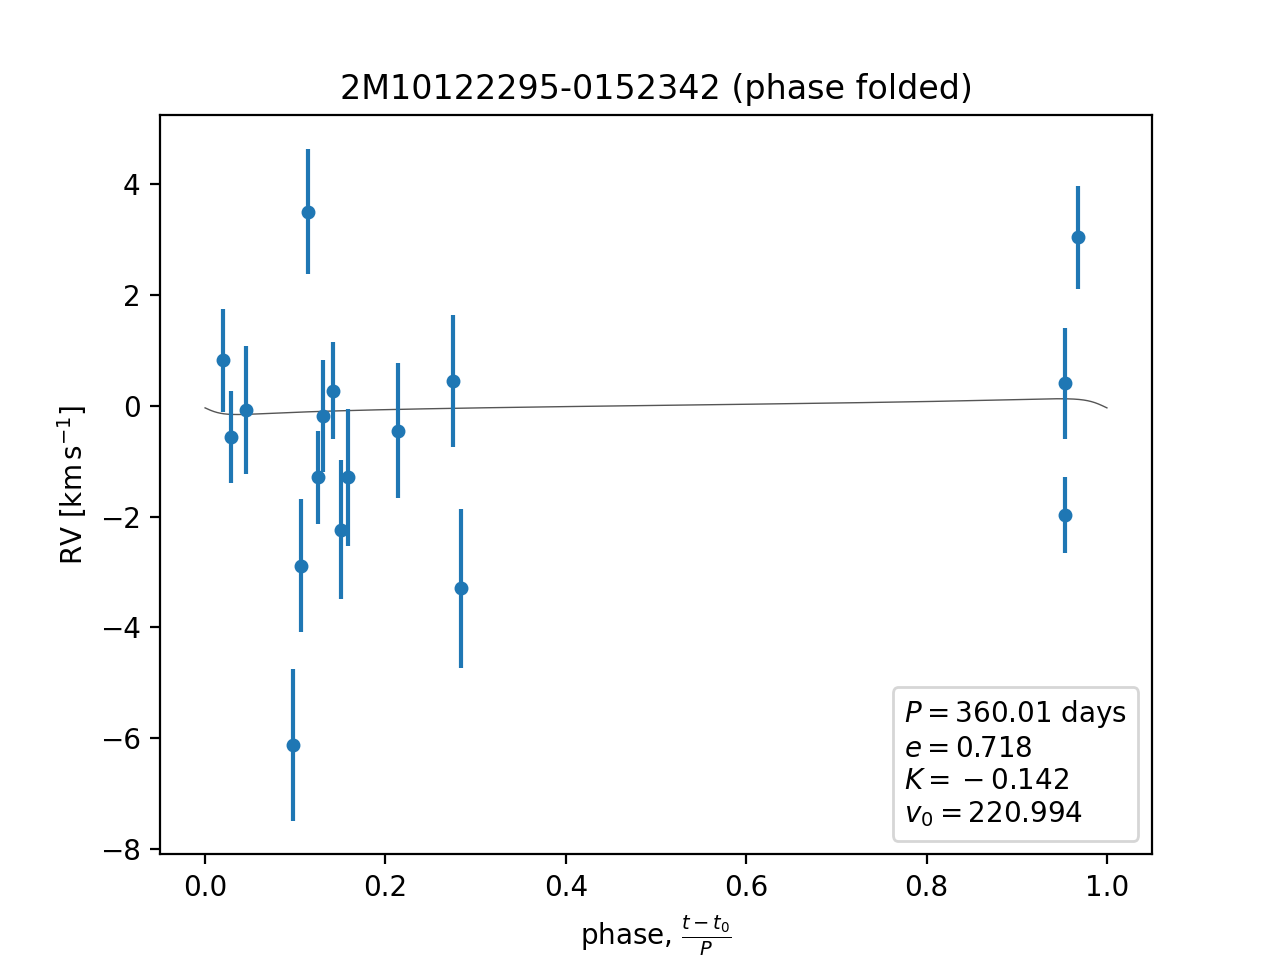 2M10122295-0152342 (phase folded)
RV [km s⁻¹]
4
2
0
−2
−4
−6
−8
P = 360.01 days
e = 0.718
K = −0.142
v₀ = 220.994
0.0 0.2 0.4 0.6 0.8 1.0
phase, (t − t₀)/P